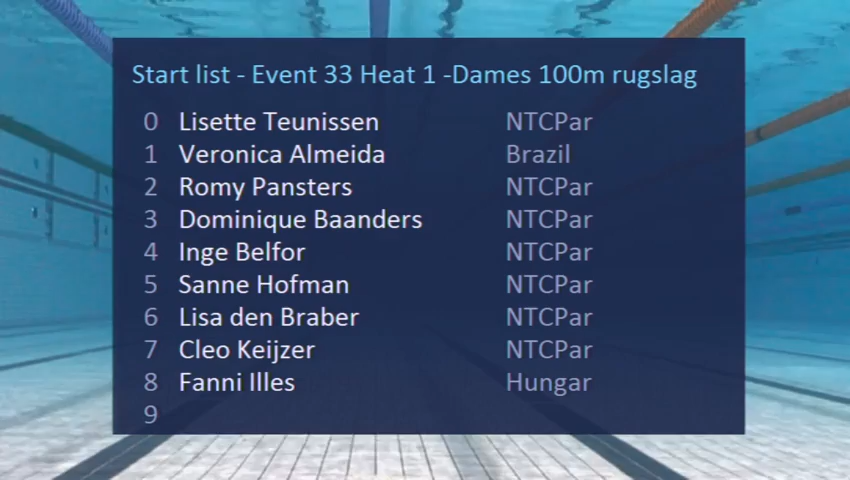 Start list - Event 33 Heat 1 -Dames 100m rugslag
0 Lisette Teunissen NTCPar
1 Veronica Almeida Brazil
2 Romy Pansters NTCPar
3 Dominique Baanders NTCPar
4 Inge Belfor NTCPar
5 Sanne Hofman NTCPar
6 Lisa den Braber NTCPar
7 Cleo Keijzer NTCPar
8 Fanni Illes Hungar
9